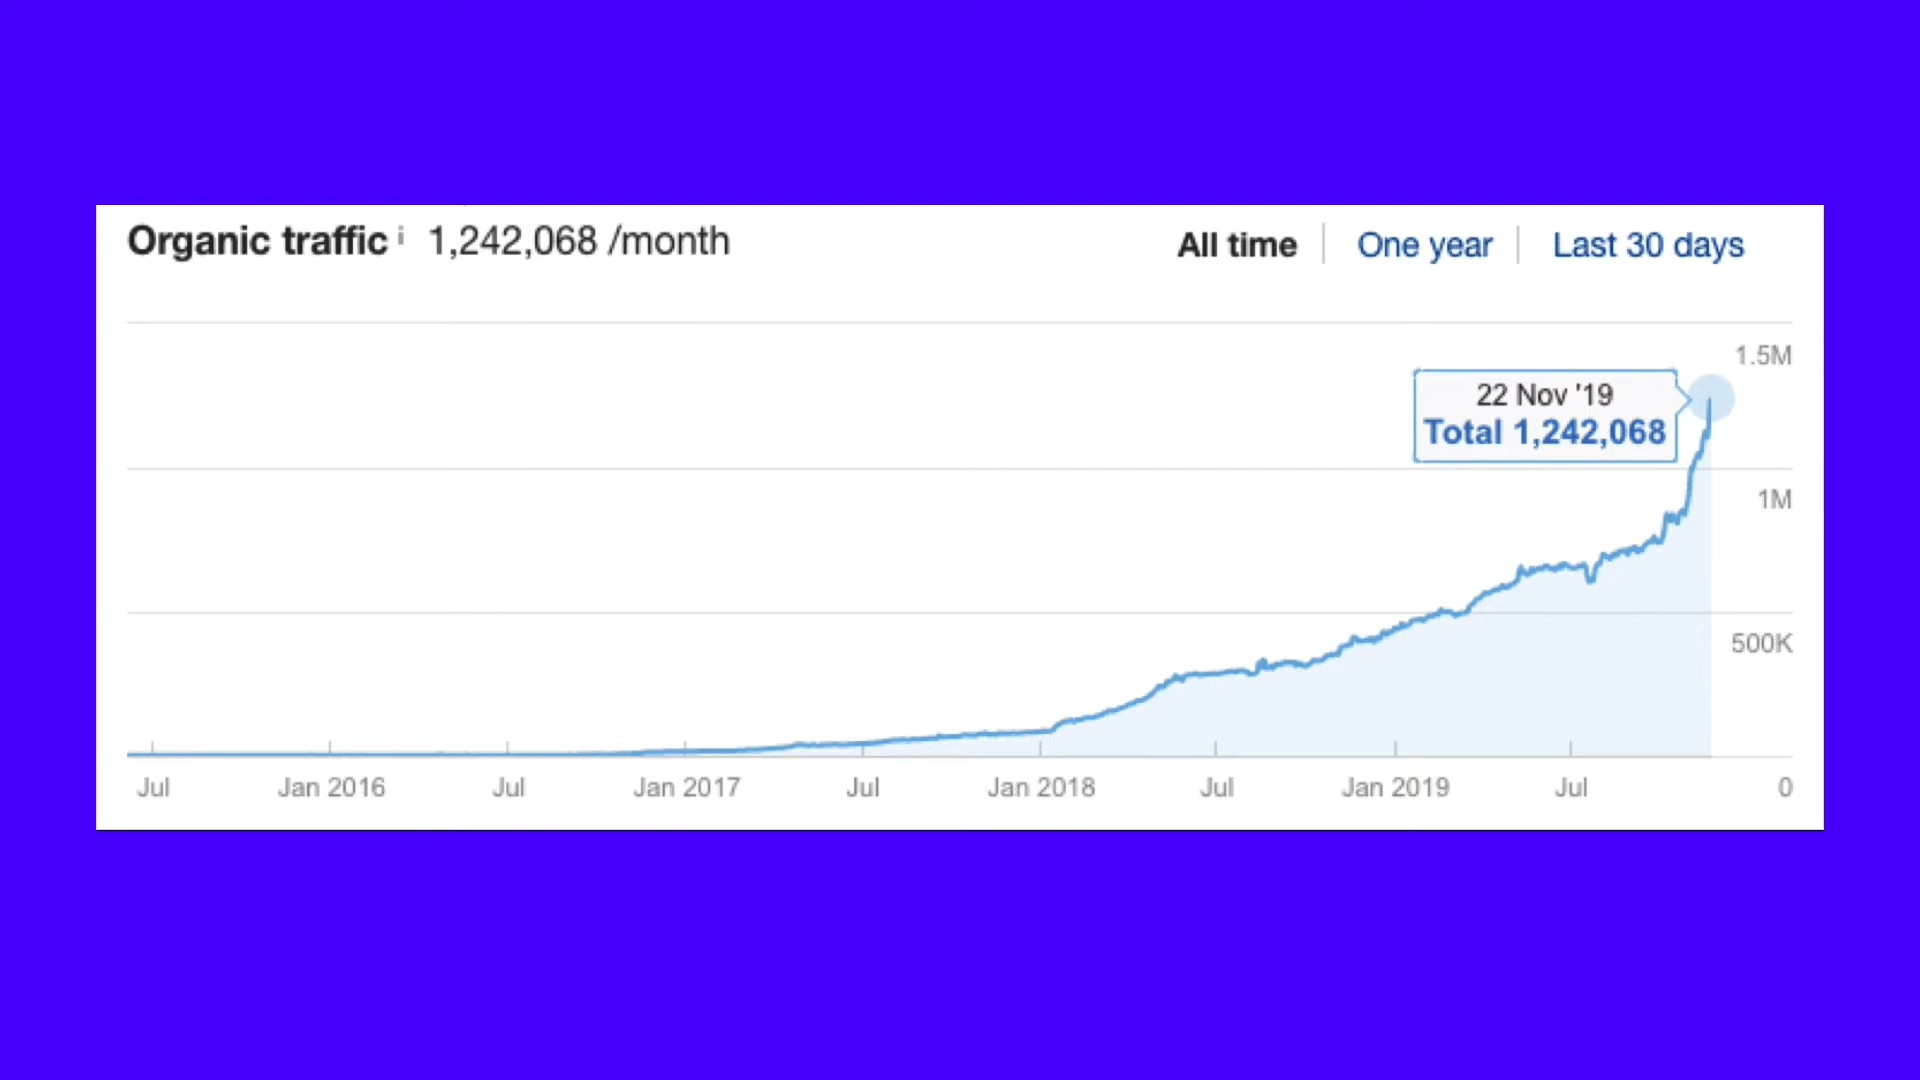 Organic traffic i 1,242,068 /month
All time One year Last 30 days
1.5M
22 Nov '19
Total 1,242,068
1M
500K
Jul Jan 2016 Jul Jan 2017 Jul Jan 2018 Jul Jan 2019 Jul 0